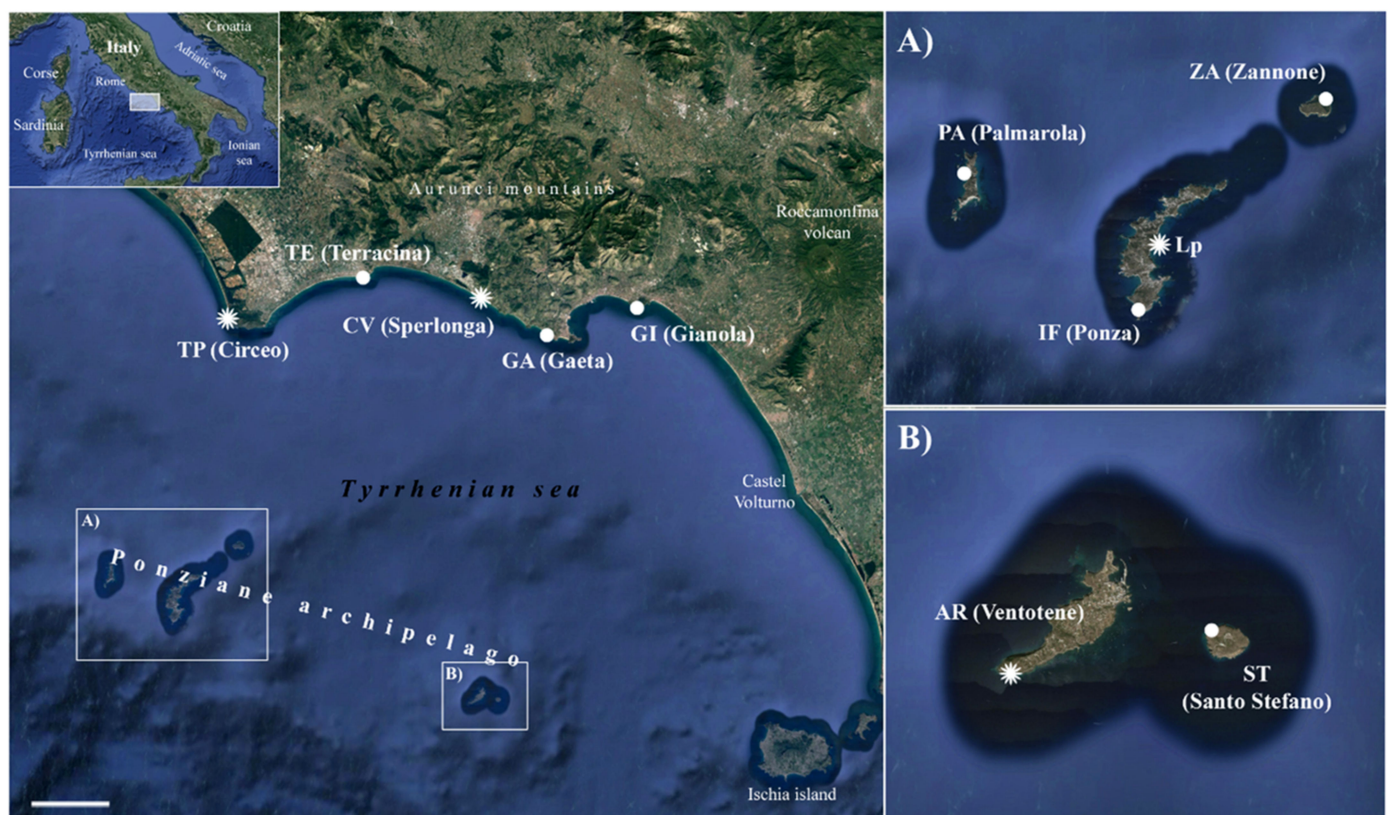 Croatia
Italy
Adriatic sea
Corse
Rome
Sardinia
Tyrrhenian sea
Ionian
sea
Aurunci mountains
Roccamonfina
volcan
TE (Terracina)
CV (Sperlonga)
TP (Circeo)
GA (Gaeta)
GI (Gianola)
Tyrrhenian sea
Castel
Volturno
A)
Ponziane archipelago
B)
Ischia island
A)
ZA (Zannone)
PA (Palmarola)
Lp
IF (Ponza)
B)
AR (Ventotene)
ST
(Santo Stefano)